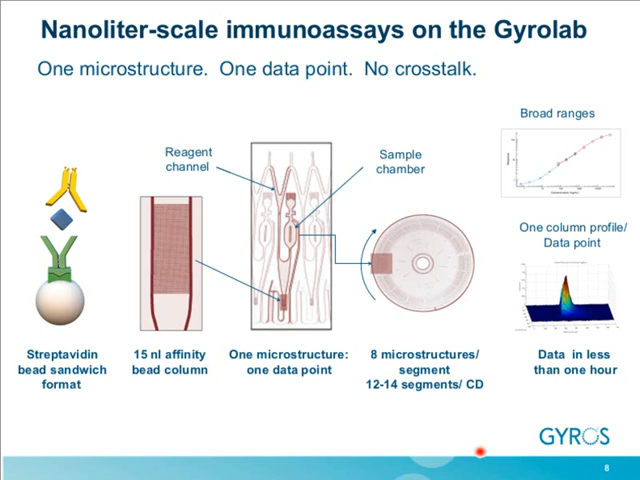 Nanoliter-scale immunoassays on the Gyrolab
One microstructure. One data point. No crosstalk.
Broad ranges
Reagent
channel
Sample
chamber
One column profile/
Data point
Streptavidin
bead sandwich
format
15 nl affinity
bead column
One microstructure:
one data point
8 microstructures/
segment
12-14 segments/ CD
Data in less
than one hour
GYROS
8